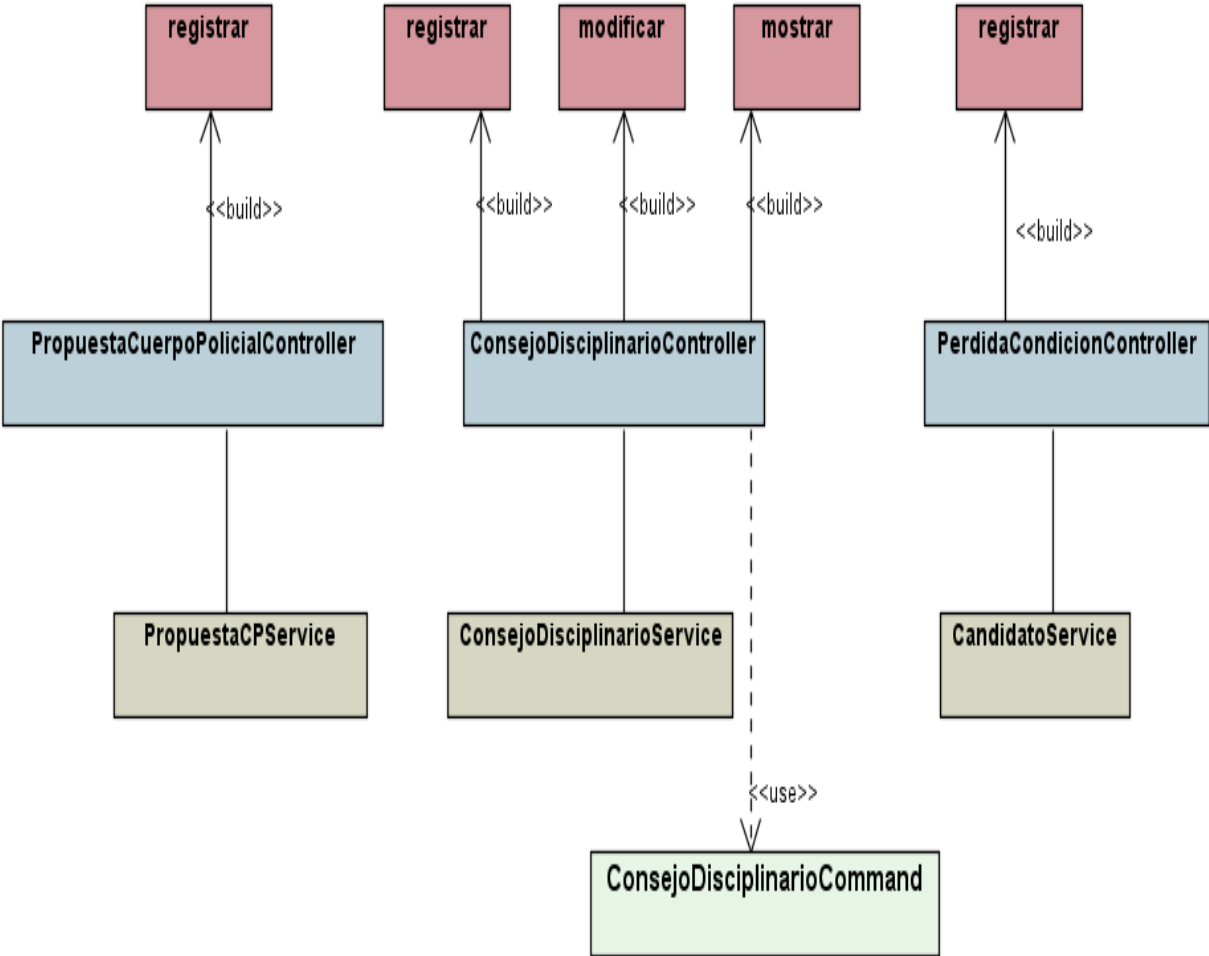 registrar
registrar
modificar
mostrar
registrar
<<build>>
<<build>>
<<build>>
<<build>>
<<build>>
PropuestaCuerpoPolicialController
ConsejoDisciplinarioController
PerdidaCondicionController
PropuestaCPService
ConsejoDisciplinarioService
CandidatoService
<<use>>
ConsejoDisciplinarioCommand